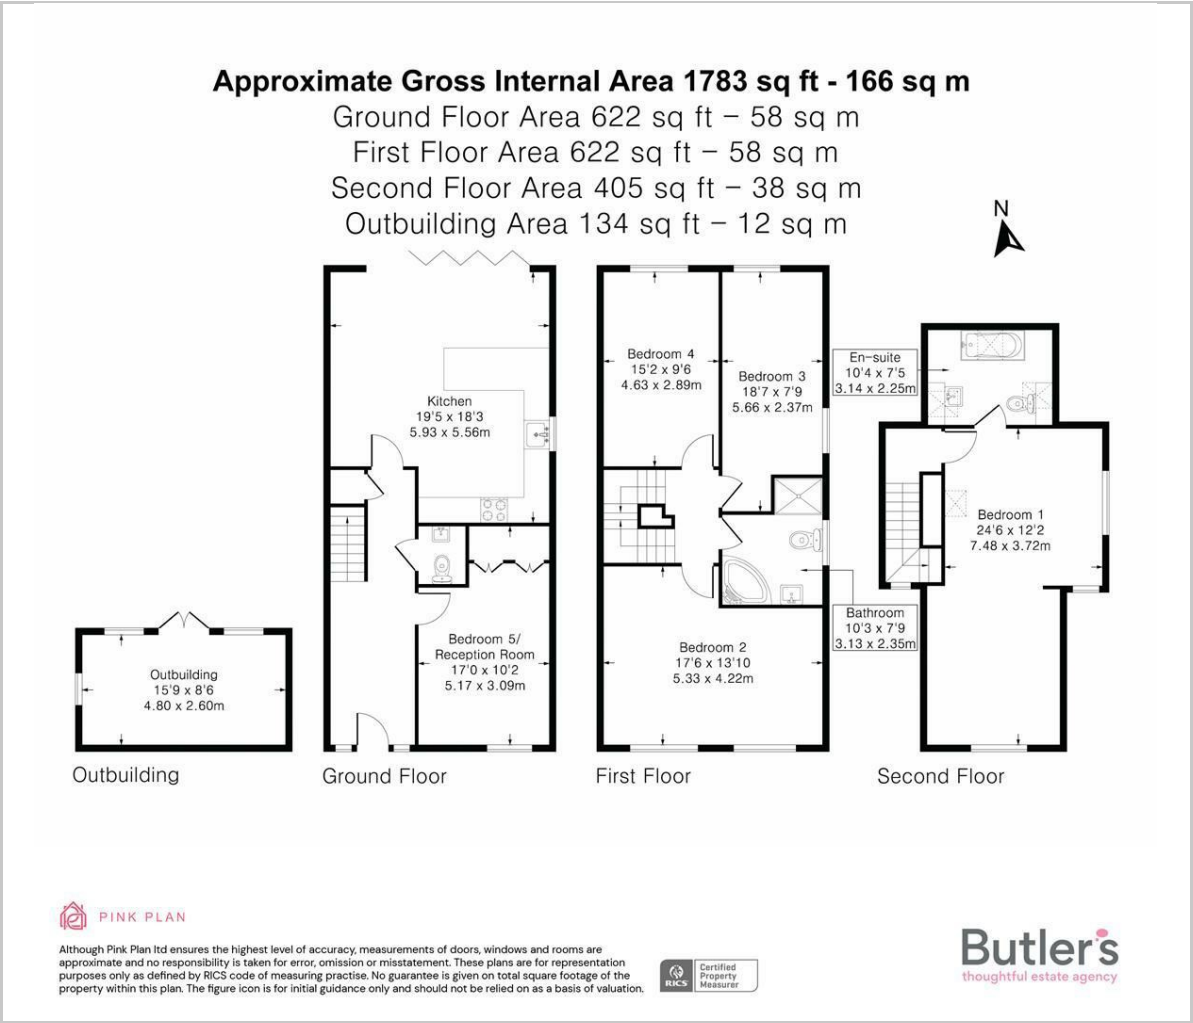 Approximate Gross Internal Area 1783 sq ft - 166 sq m
Ground Floor Area 622 sq ft – 58 sq m
First Floor Area 622 sq ft – 58 sq m
Second Floor Area 405 sq ft – 38 sq m
Outbuilding Area 134 sq ft – 12 sq m
N
Outbuilding
15'9 x 8'6
4.80 x 2.60m
Outbuilding
Kitchen
19'5 x 18'3
5.93 x 5.56m
Bedroom 5/
Reception Room
17'0 x 10'2
5.17 x 3.09m
Ground Floor
Bedroom 4
15'2 x 9'6
4.63 x 2.89m
Bedroom 3
18'7 x 7'9
5.66 x 2.37m
Bedroom 2
17'6 x 13'10
5.33 x 4.22m
Bathroom
10'3 x 7'9
3.13 x 2.35m
First Floor
En-suite
10'4 x 7'5
3.14 x 2.25m
Bedroom 1
24'6 x 12'2
7.48 x 3.72m
Second Floor
PINK PLAN
Although Pink Plan ltd ensures the highest level of accuracy, measurements of doors, windows and rooms are
approximate and no responsibility is taken for error, omission or misstatement. These plans are for representation
purposes only as defined by RICS code of measuring practise. No guarantee is given on total square footage of the
property within this plan. The figure icon is for initial guidance only and should not be relied on as a basis of valuation.
RICS
Certified
Property
Measurer
Butler's
thoughtful estate agency